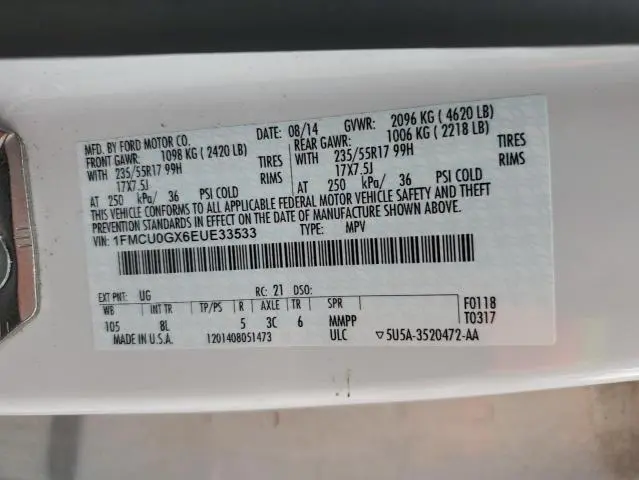 MFD. BY FORD MOTOR CO. DATE: 08/14 GVWR: 2096 KG ( 4620 LB)
FRONT GAWR: 1098 KG ( 2420 LB) REAR GAWR: 1006 KG ( 2218 LB)
WITH 235/55R17 99H TIRES WITH 235/55R17 99H TIRES
17X7.5J RIMS 17X7.5J RIMS
AT 250 kPa/ 36 PSI COLD AT 250 kPa/ 36 PSI COLD
THIS VEHICLE CONFORMS TO ALL APPLICABLE FEDERAL MOTOR VEHICLE SAFETY AND THEFT
PREVENTION STANDARDS IN EFFECT ON THE DATE OF MANUFACTURE SHOWN ABOVE.
VIN: 1FMCU0GX6EUE33533 TYPE: MPV
EXT PNT: UG RC: 21 DSO:
WB INT TR TP/PS R AXLE TR SPR F0118
105 8L 5 3C 6 MMPP T0317
MADE IN U.S.A. 1201408051473 ULC ▽5U5A-3520472-AA